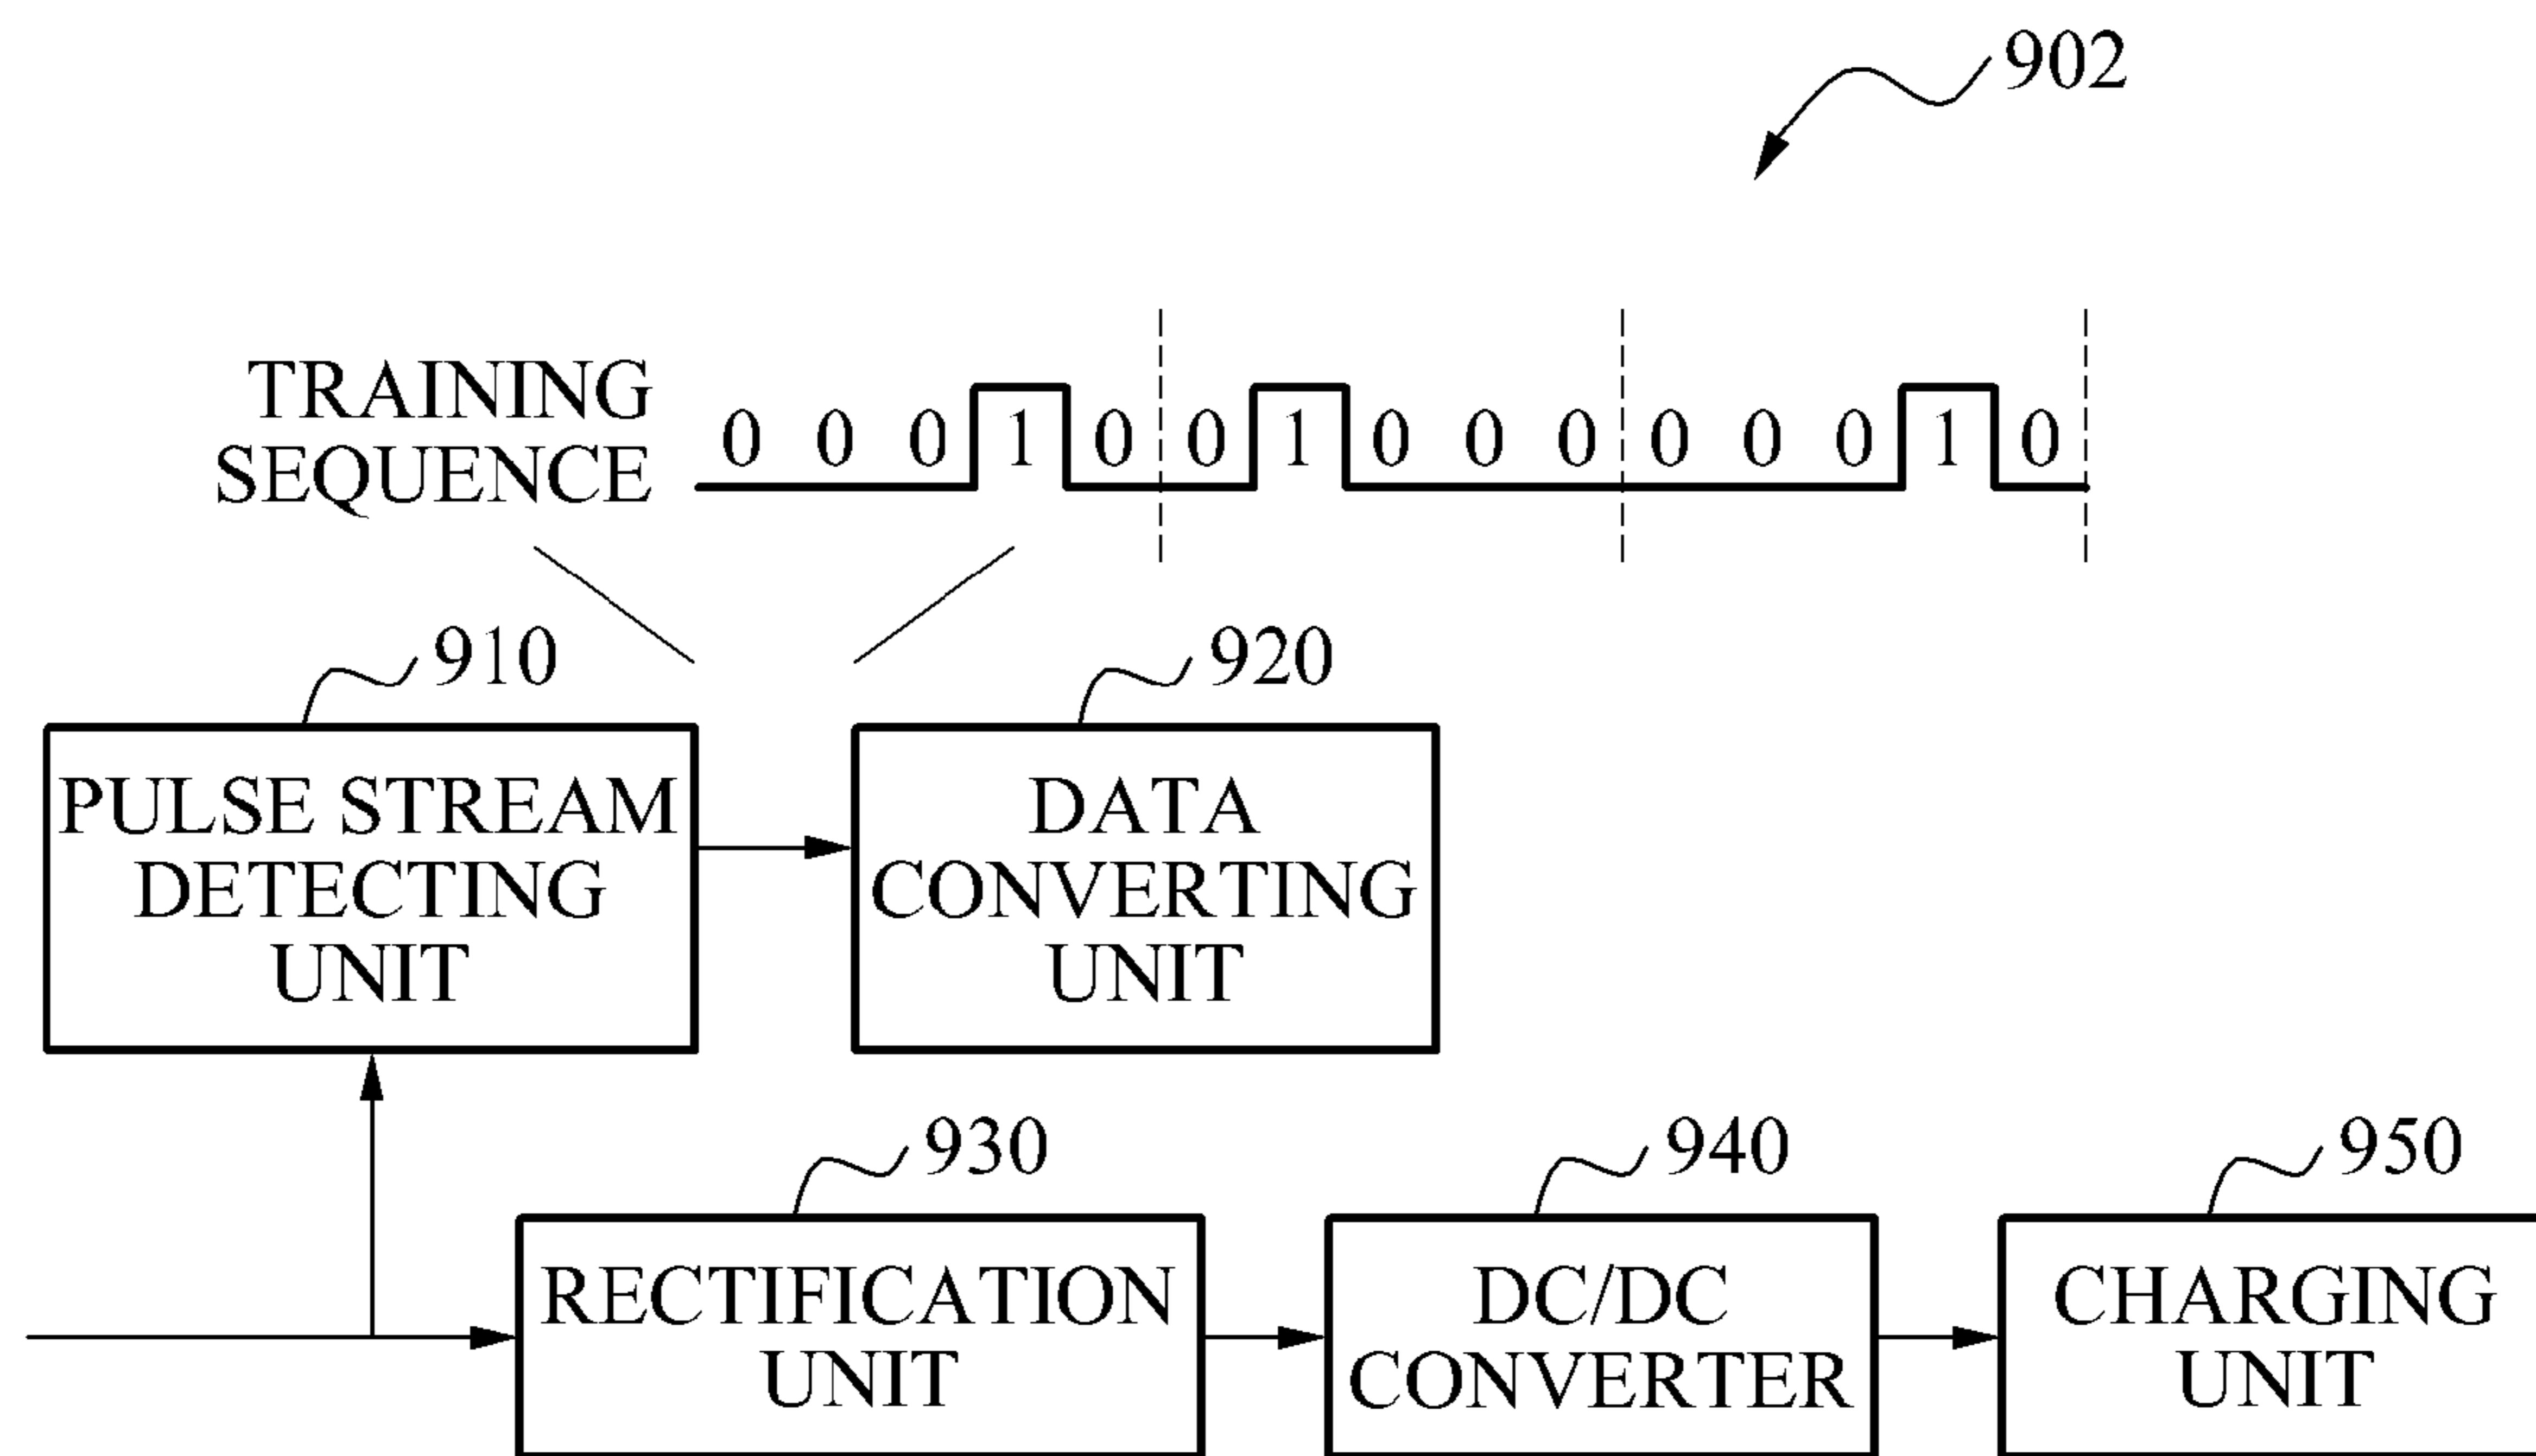 902
TRAINING
SEQUENCE
0 0 0 1 0 0 1 0 0 0 0 0 0 1 0
910
920
PULSE STREAM
DETECTING
UNIT
DATA
CONVERTING
UNIT
930
940
950
RECTIFICATION
UNIT
DC/DC
CONVERTER
CHARGING
UNIT